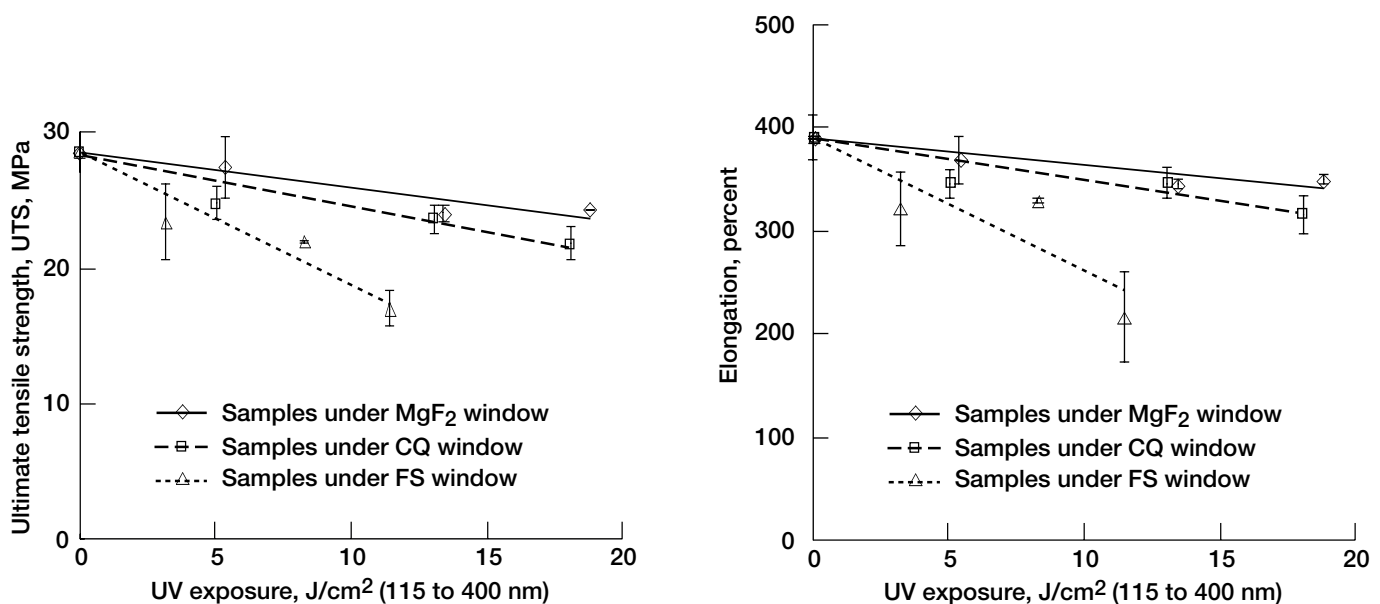 Ultimate tensile strength, UTS, MPa
30
20
10
0
0 5 10 15 20
UV exposure, J/cm² (115 to 400 nm)
Samples under MgF₂ window
Samples under CQ window
Samples under FS window
Elongation, percent
500
400
300
200
100
0
0 5 10 15 20
UV exposure, J/cm² (115 to 400 nm)
Samples under MgF₂ window
Samples under CQ window
Samples under FS window